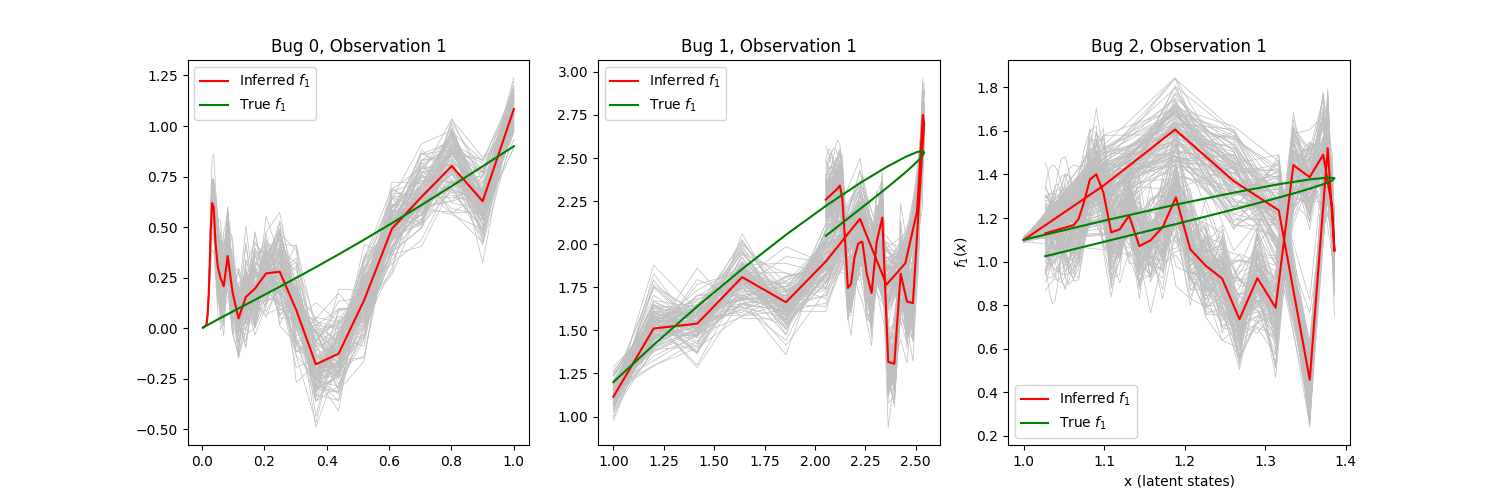 Bug 0, Observation 1
Inferred f₁
True f₁
1.25
1.00
0.75
0.50
0.25
0.00
−0.25
−0.50
0.0 0.2 0.4 0.6 0.8 1.0
Bug 1, Observation 1
Inferred f₁
True f₁
3.00
2.75
2.50
2.25
2.00
1.75
1.50
1.25
1.00
1.00 1.25 1.50 1.75 2.00 2.25 2.50
Bug 2, Observation 1
f₁(x)
1.8
1.6
1.4
1.2
1.0
0.8
0.6
0.4
0.2
Inferred f₁
True f₁
1.0 1.1 1.2 1.3 1.4
x (latent states)